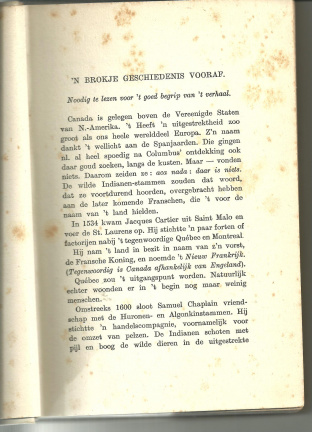 'N BROKJE GESCHIEDENIS VOORAF.
Noodig te lezen voor 't goed begrip van 't verhaal.
Canada is gelegen boven de Vereenigde Staten
van N.-Amerika. 't Heeft 'n uitgestrektheid zoo
groot als ons heele werelddeel Europa. Z'n naam
dankt 't wellicht aan de Spanjaarden. Die gingen
nl. al heel spoedig na Columbus' ontdekking ook
daar goud zoeken, langs de kusten. Maar — vonden
niets. Daarom zeiden ze: aca nada: daar is niets.
De wilde Indianen-stammen zouden dat woord,
dat ze voortdurend hoorden, overgebracht hebben
aan de later komende Franschen, die 't voor de
naam van 't land hielden.
In 1534 kwam Jacques Cartier uit Saint Malo en
voer de St. Laurens op. Hij stichtte 'n paar forten of
factorijen nabij 't tegenwoordige Québec en Montreal.
Hij nam 't land in bezit in naam van z'n vorst,
de Fransche Koning, en noemde 't Nieuw Frankrijk.
(Tegenwoordig is Canada afhankelijk van Engeland).
Québec zou 't uitgangspunt worden. Natuurlijk
echter woonden er in 't begin nog maar weinig
menschen.
Omstreeks 1600 sloot Samuel Chaplain vriend-
schap met de Huronen- en Algonkinstammen. Hij
stichtte 'n handelscompagnie, voornamelijk voor
de omzet van pelzen. De Indianen schoten met
pijl en boog de wilde dieren in de uitgestrekte